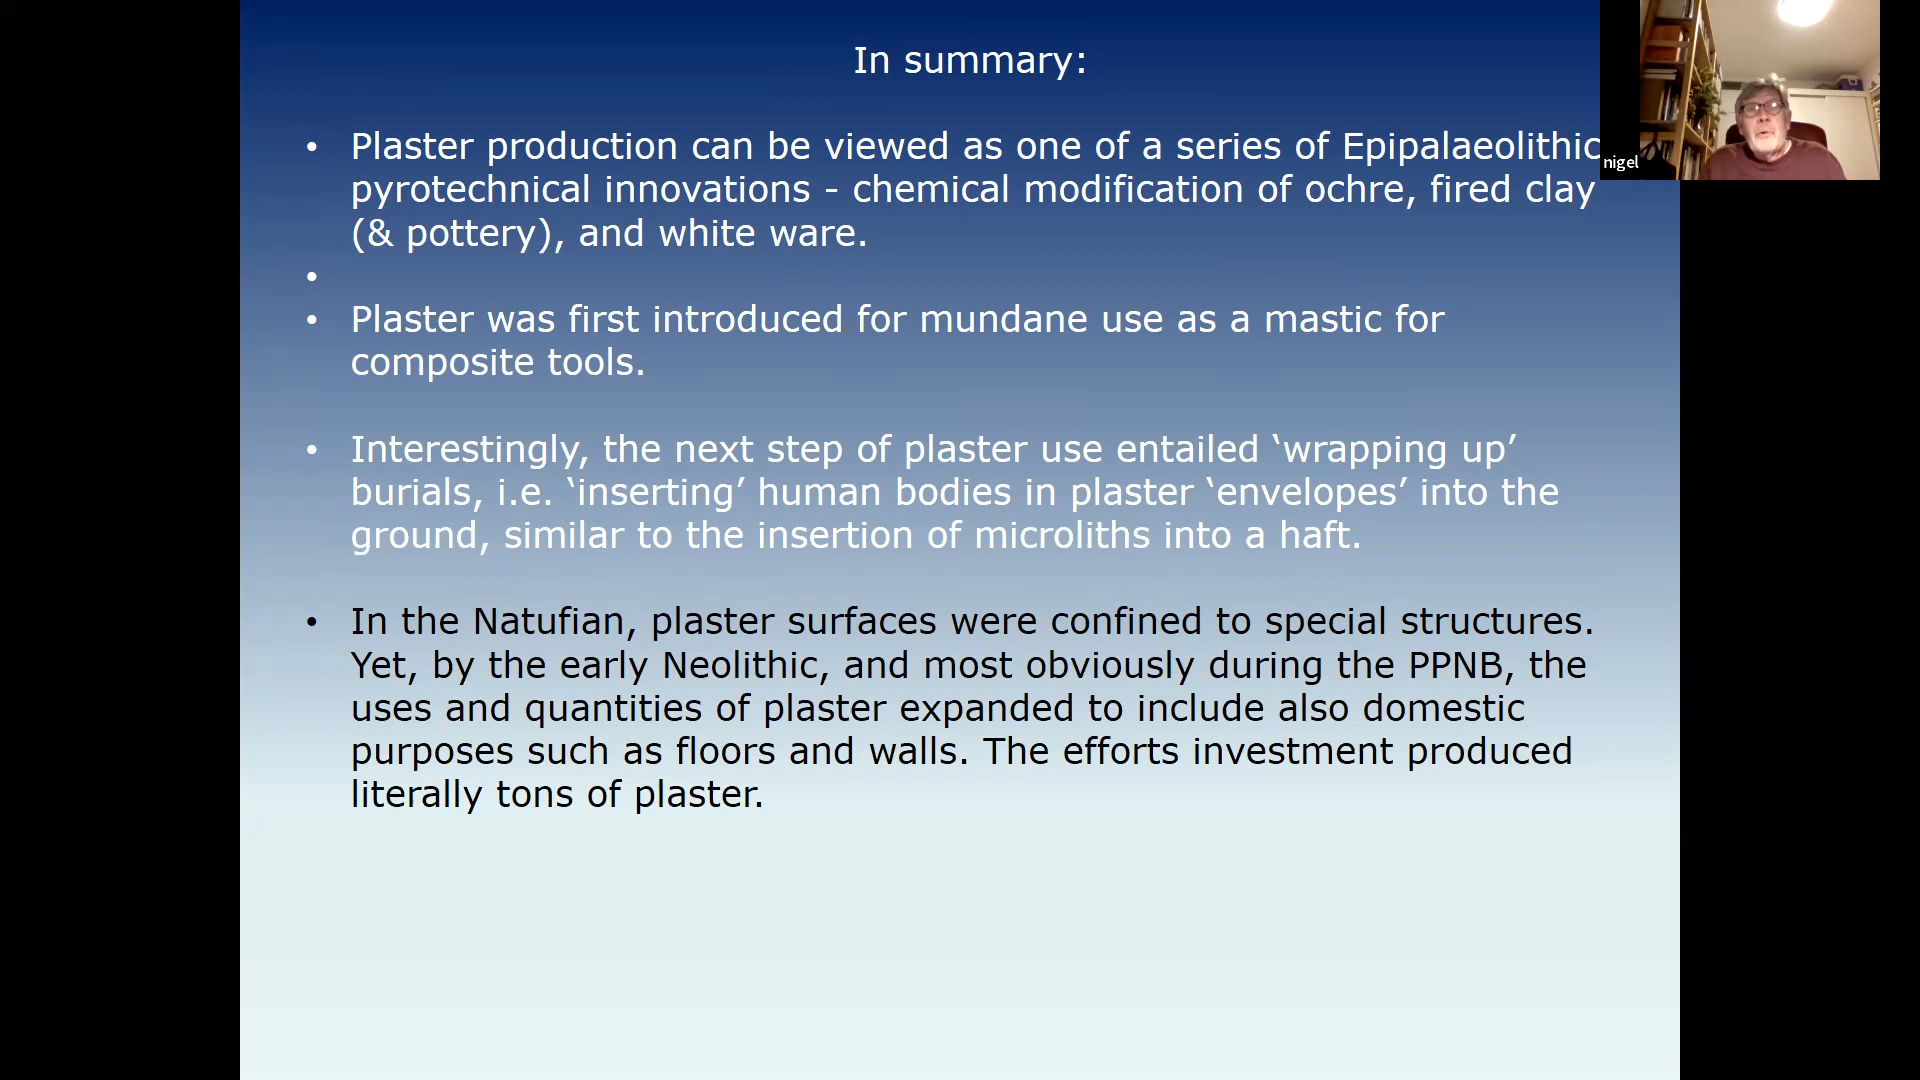 In summary:
• Plaster production can be viewed as one of a series of Epipalaeolithic
pyrotechnical innovations - chemical modification of ochre, fired clay
(& pottery), and white ware.
•
• Plaster was first introduced for mundane use as a mastic for
composite tools.
• Interestingly, the next step of plaster use entailed ‘wrapping up’
burials, i.e. ‘inserting’ human bodies in plaster ‘envelopes’ into the
ground, similar to the insertion of microliths into a haft.
• In the Natufian, plaster surfaces were confined to special structures.
Yet, by the early Neolithic, and most obviously during the PPNB, the
uses and quantities of plaster expanded to include also domestic
purposes such as floors and walls. The efforts investment produced
literally tons of plaster.
nigel